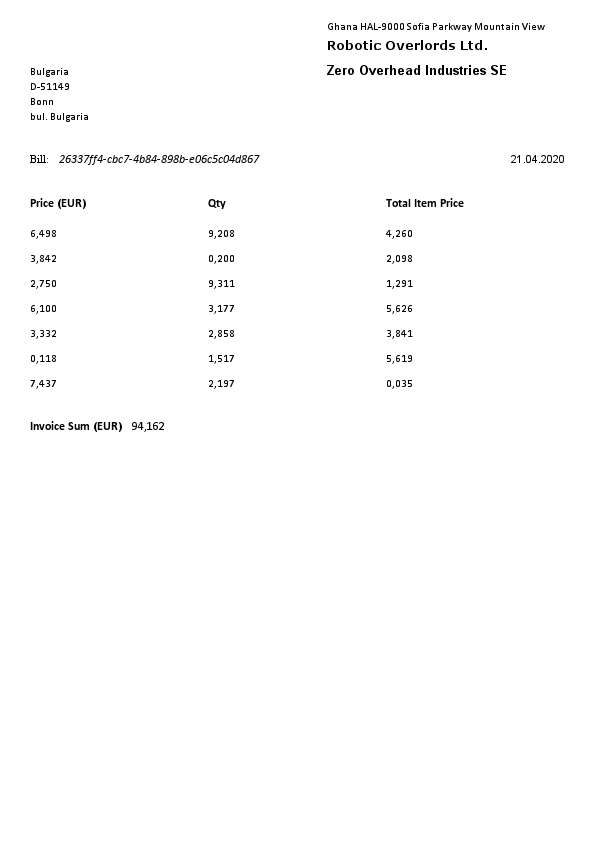 Ghana HAL-9000 Sofia Parkway Mountain View
Robotic Overlords Ltd.
Zero Overhead Industries SE
Bulgaria
D-51149
Bonn
bul. Bulgaria
Bill: 26337ff4-cbc7-4b84-898b-e06c5c04d867 21.04.2020
Price (EUR) Qty Total Item Price
6,498 9,208 4,260
3,842 0,200 2,098
2,750 9,311 1,291
6,100 3,177 5,626
3,332 2,858 3,841
0,118 1,517 5,619
7,437 2,197 0,035
Invoice Sum (EUR) 94,162